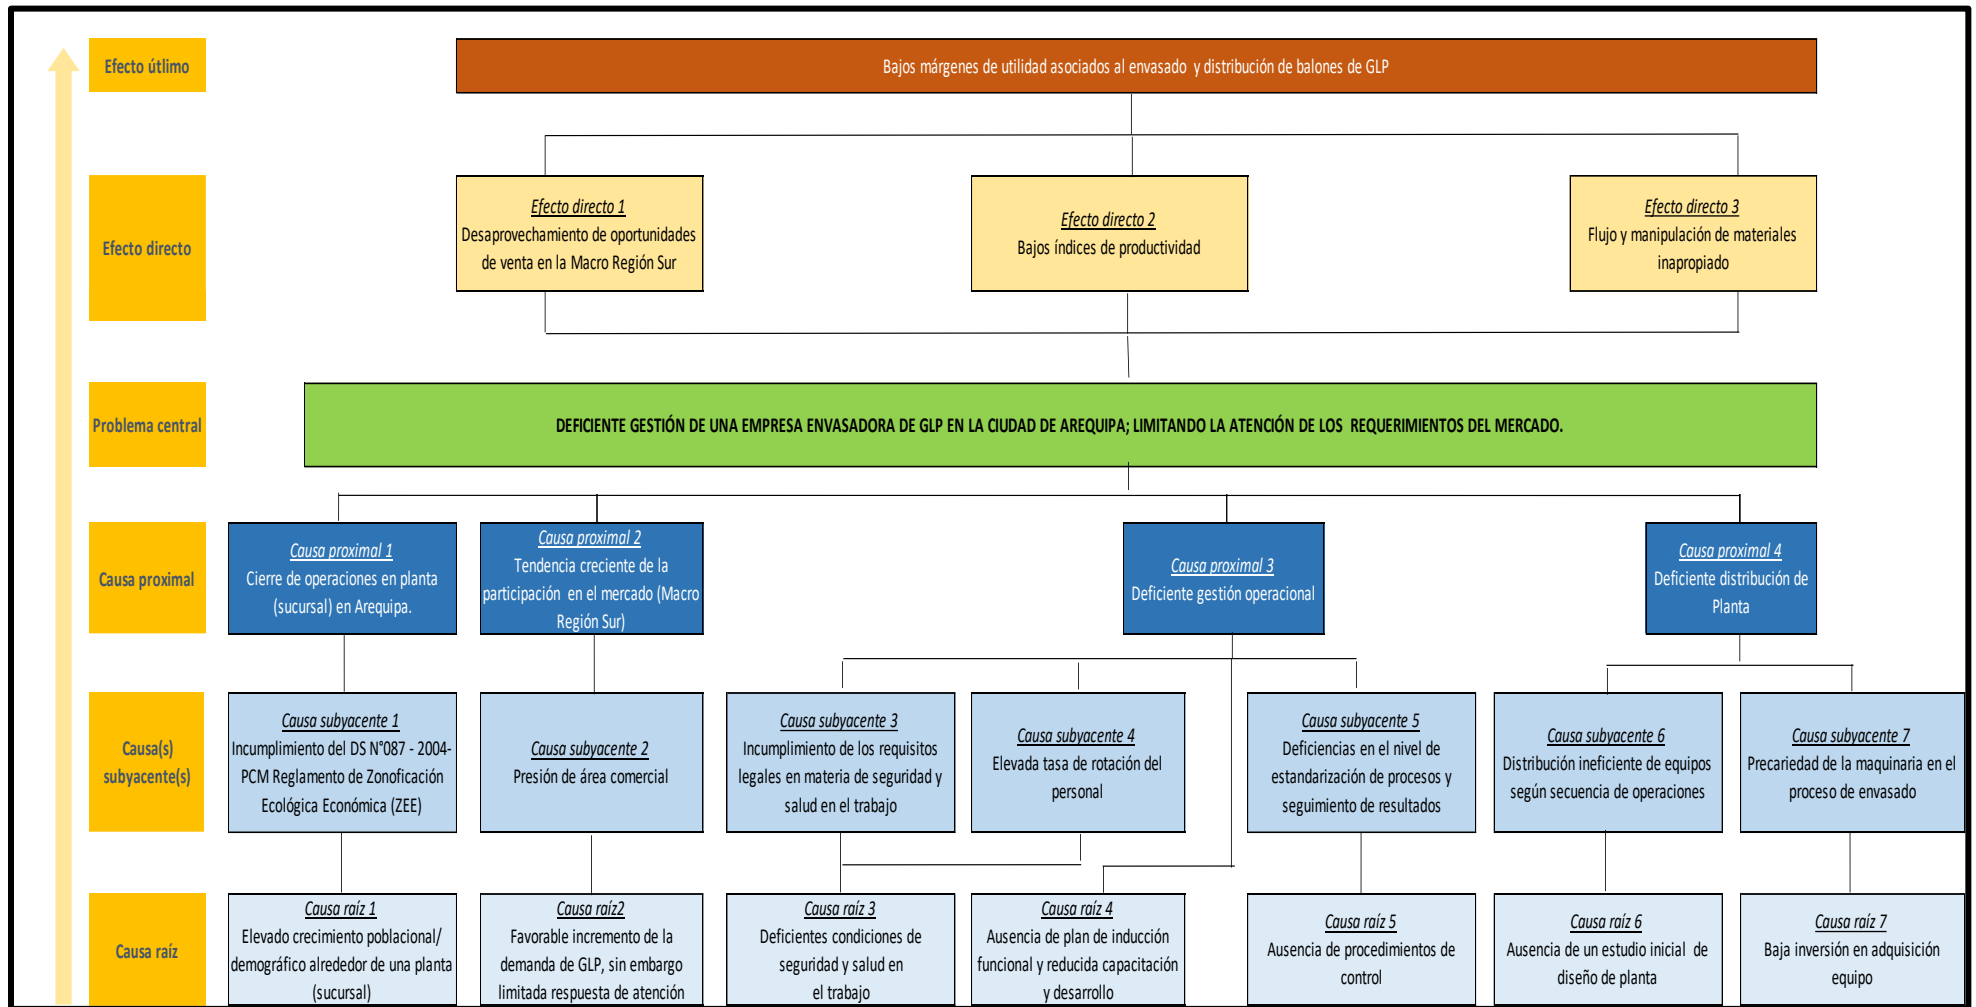 Efecto útlimo
Bajos márgenes de utilidad asociados al envasado y distribución de balones de GLP
Efecto directo
Efecto directo 1
Desaprovechamiento de oportunidades
de venta en la Macro Región Sur
Efecto directo 2
Bajos índices de productividad
Efecto directo 3
Flujo y manipulación de materiales
inapropiado
Problema central
DEFICIENTE GESTIÓN DE UNA EMPRESA ENVASADORA DE GLP EN LA CIUDAD DE AREQUIPA; LIMITANDO LA ATENCIÓN DE LOS REQUERIMIENTOS DEL MERCADO.
Causa proximal
Causa proximal 1
Cierre de operaciones en planta
(sucursal) en Arequipa.
Causa proximal 2
Tendencia creciente de la
participación en el mercado (Macro
Región Sur)
Causa proximal 3
Deficiente gestión operacional
Causa proximal 4
Deficiente distribución de
Planta
Causa(s)
subyacente(s)
Causa subyacente 1
Incumplimiento del DS N°087 - 2004-
PCM Reglamento de Zonoficación
Ecológica Económica (ZEE)
Causa subyacente 2
Presión de área comercial
Causa subyacente 3
Incumplimiento de los requisitos
legales en materia de seguridad y
salud en el trabajo
Causa subyacente 4
Elevada tasa de rotación del
personal
Causa subyacente 5
Deficiencias en el nivel de
estandarización de procesos y
seguimiento de resultados
Causa subyacente 6
Distribución ineficiente de equipos
según secuencia de operaciones
Causa subyacente 7
Precariedad de la maquinaria en el
proceso de envasado
Causa raíz
Causa raíz 1
Elevado crecimiento poblacional/
demográfico alrededor de una planta
(sucursal)
Causa raíz2
Favorable incremento de la
demanda de GLP, sin embargo
limitada respuesta de atención
Causa raíz 3
Deficientes condiciones de
seguridad y salud en
el trabajo
Causa raíz 4
Ausencia de plan de inducción
funcional y reducida capacitación
y desarrollo
Causa raíz 5
Ausencia de procedimientos de
control
Causa raíz 6
Ausencia de un estudio inicial de
diseño de planta
Causa raíz 7
Baja inversión en adquisición
equipo